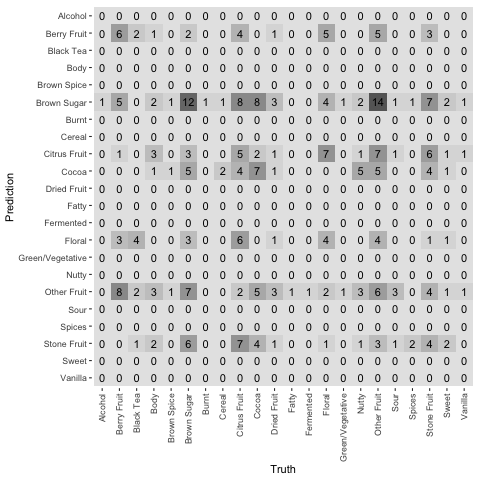 Prediction
Alcohol 0 0 0 0 0 0 0 0 0 0 0 0 0 0 0 0 0 0 0 0 0 0
Berry Fruit 0 6 2 1 0 2 0 0 4 0 1 0 0 5 0 0 5 0 0 3 0 0
Black Tea 0 0 0 0 0 0 0 0 0 0 0 0 0 0 0 0 0 0 0 0 0 0
Body 0 0 0 0 0 0 0 0 0 0 0 0 0 0 0 0 0 0 0 0 0 0
Brown Spice 0 0 0 0 0 0 0 0 0 0 0 0 0 0 0 0 0 0 0 0 0 0
Brown Sugar 1 5 0 2 1 12 1 1 8 8 3 0 0 4 1 2 14 1 1 7 2 1
Burnt 0 0 0 0 0 0 0 0 0 0 0 0 0 0 0 0 0 0 0 0 0 0
Cereal 0 0 0 0 0 0 0 0 0 0 0 0 0 0 0 0 0 0 0 0 0 0
Citrus Fruit 0 1 0 3 0 3 0 0 5 2 1 0 0 7 0 1 7 1 0 6 0 1
Cocoa 0 0 0 1 1 5 0 2 4 7 1 0 0 0 0 5 5 0 0 4 1 0
Dried Fruit 0 0 0 0 0 0 0 0 0 0 0 0 0 0 0 0 0 0 0 0 0 0
Fatty 0 0 0 0 0 0 0 0 0 0 0 0 0 0 0 0 0 0 0 0 0 0
Fermented 0 0 0 0 0 0 0 0 0 0 0 0 0 0 0 0 0 0 0 0 0 0
Floral 0 3 4 0 0 3 0 0 6 0 1 0 0 4 0 0 4 0 0 1 1 0
Green/Vegetative 0 0 0 0 0 0 0 0 0 0 0 0 0 0 0 0 0 0 0 0 0 0
Nutty 0 0 0 0 0 0 0 0 0 0 0 0 0 0 0 0 0 0 0 0 0 0
Other Fruit 0 8 2 3 1 7 0 0 2 5 3 1 1 2 1 3 6 3 0 4 1 1
Sour 0 0 0 0 0 0 0 0 0 0 0 0 0 0 0 0 0 0 0 0 0 0
Spices 0 0 0 0 0 0 0 0 0 0 0 0 0 0 0 0 0 0 0 0 0 0
Stone Fruit 0 0 1 2 0 6 0 0 7 4 1 0 0 1 0 1 3 1 2 4 2 0
Sweet 0 0 0 0 0 0 0 0 0 0 0 0 0 0 0 0 0 0 0 0 0 0
Vanilla 0 0 0 0 0 0 0 0 0 0 0 0 0 0 0 0 0 0 0 0 0 0
Alcohol
Berry Fruit
Black Tea
Body
Brown Spice
Brown Sugar
Burnt
Cereal
Citrus Fruit
Cocoa
Dried Fruit
Fatty
Fermented
Floral
Green/Vegetative
Nutty
Other Fruit
Sour
Spices
Stone Fruit
Sweet
Vanilla
Truth